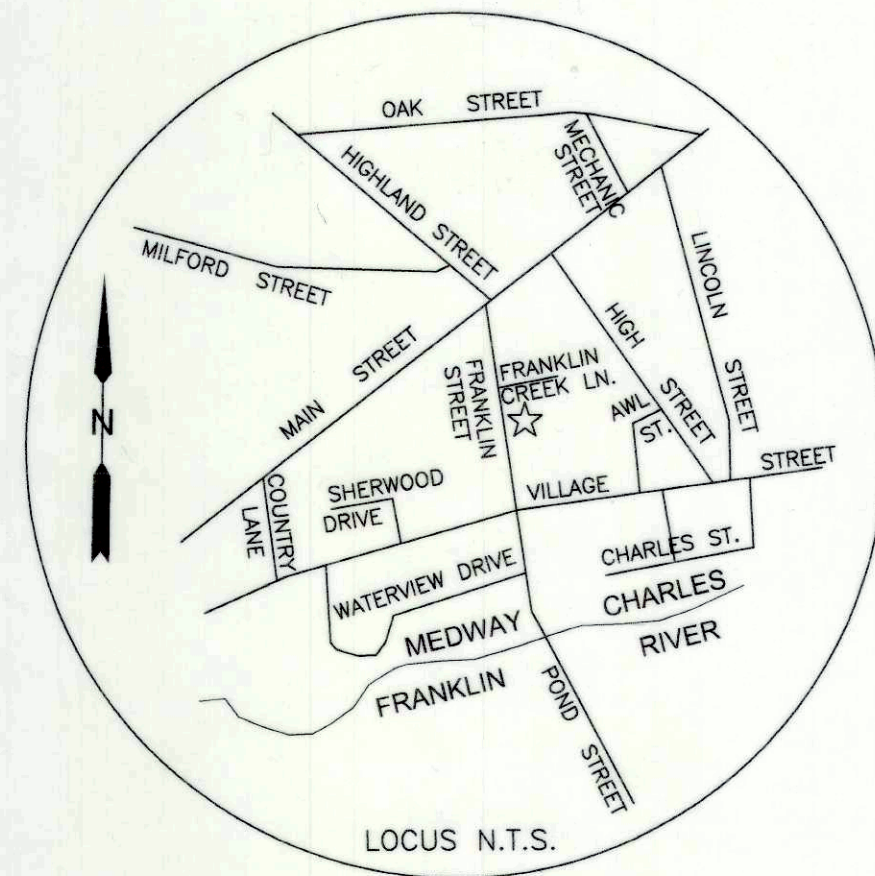 OAK STREET
MECHANIC
STREET
HIGHLAND STREET
MILFORD STREET
LINCOLN STREET
MAIN STREET
HIGH STREET
FRANKLIN
STREET
FRANKLIN
CREEK LN.
AWL
ST.
N
VILLAGE STREET
COUNTRY
LANE
SHERWOOD
DRIVE
WATERVIEW DRIVE
CHARLES ST.
MEDWAY
FRANKLIN
CHARLES
RIVER
POND STREET
LOCUS N.T.S.